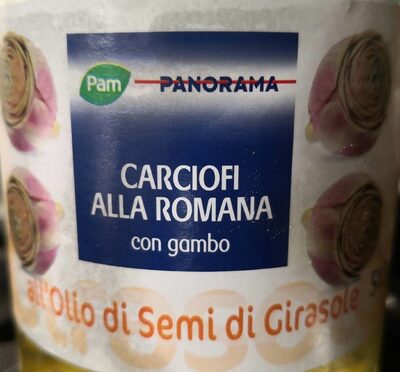 Pam PANORAMA
CARCIOFI
ALLA ROMANA
con gambo
all'Olio di Semi di Girasole